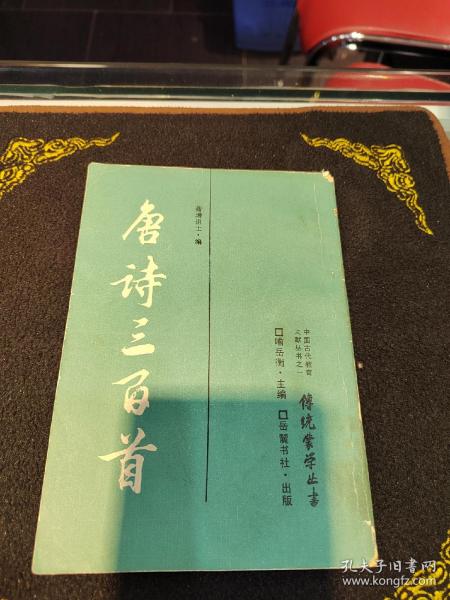 唐诗三百首
蘅塘退士·编
中国古代教育
文献丛书之一
傳统蒙学丛書
喻岳衡·主编
岳麓书社·出版
孔夫子旧书网
www.kongfz.com